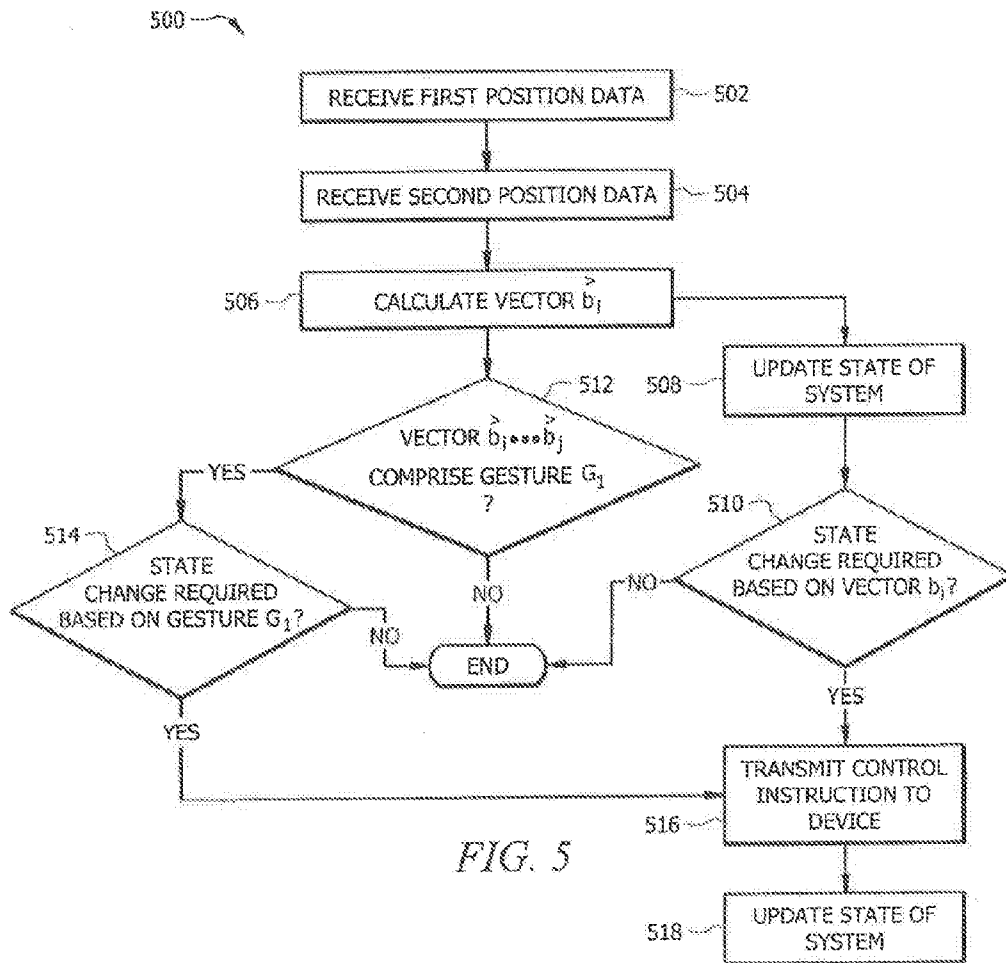 500
RECEIVE FIRST POSITION DATA
502
RECEIVE SECOND POSITION DATA
504
506
CALCULATE VECTOR b⃗ᵢ
508
UPDATE STATE OF
SYSTEM
512
VECTOR b⃗ᵢ•••b⃗ⱼ
COMPRISE GESTURE G₁
?
YES
NO
510
STATE
CHANGE REQUIRED
BASED ON VECTOR bᵢ?
NO
YES
514
STATE
CHANGE REQUIRED
BASED ON GESTURE G₁?
NO
YES
END
516
TRANSMIT CONTROL
INSTRUCTION TO
DEVICE
FIG. 5
518
UPDATE STATE OF
SYSTEM